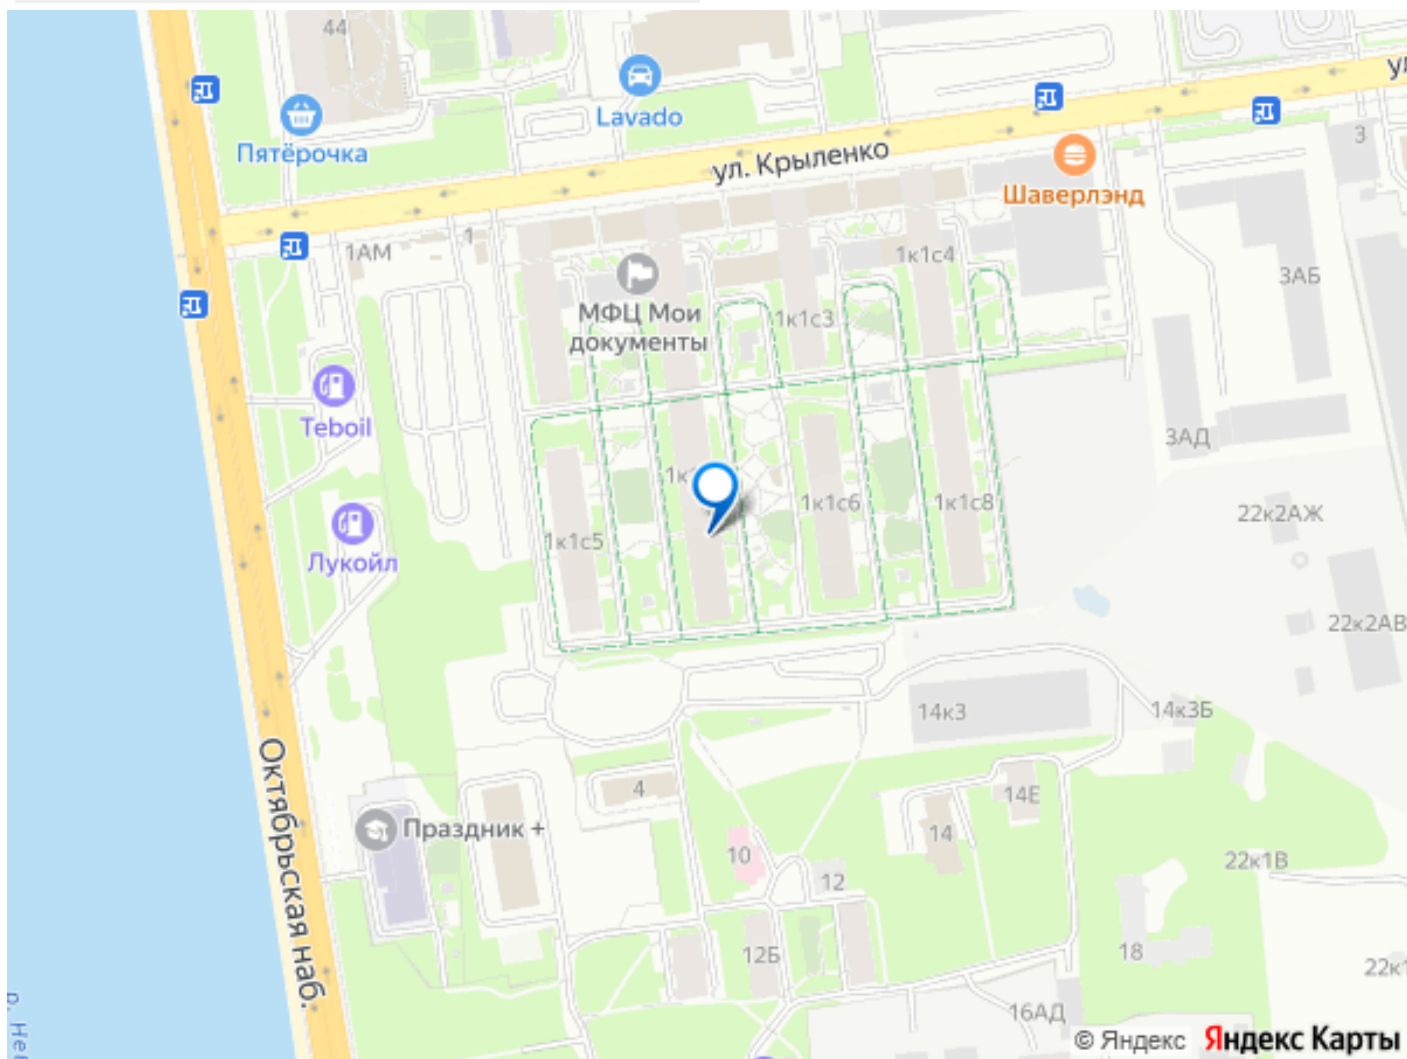 44
Lavado
Пятёрочка
ул. Крыленко
Шаверлэнд
3
1АМ
1
1к1с4
3АБ
МФЦ Мои
документы
1к1с3
Teboil
3АД
1к1с6
1к1с8
22к2АЖ
1к1с5
Лукойл
22к2АВ
14к3
14к3Б
Октябрьская наб.
4
14Е
Праздник +
14
10
12
22к1В
12Б
18
16АД
© Яндекс
Яндекс Карты